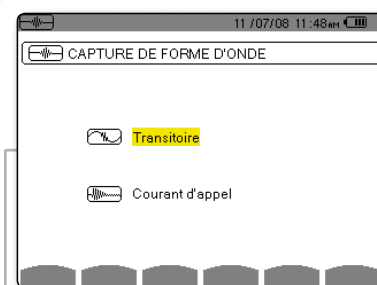 11/07/08 11:48AM
CAPTURE DE FORME D'ONDE
Transitoire
Courant d'appel